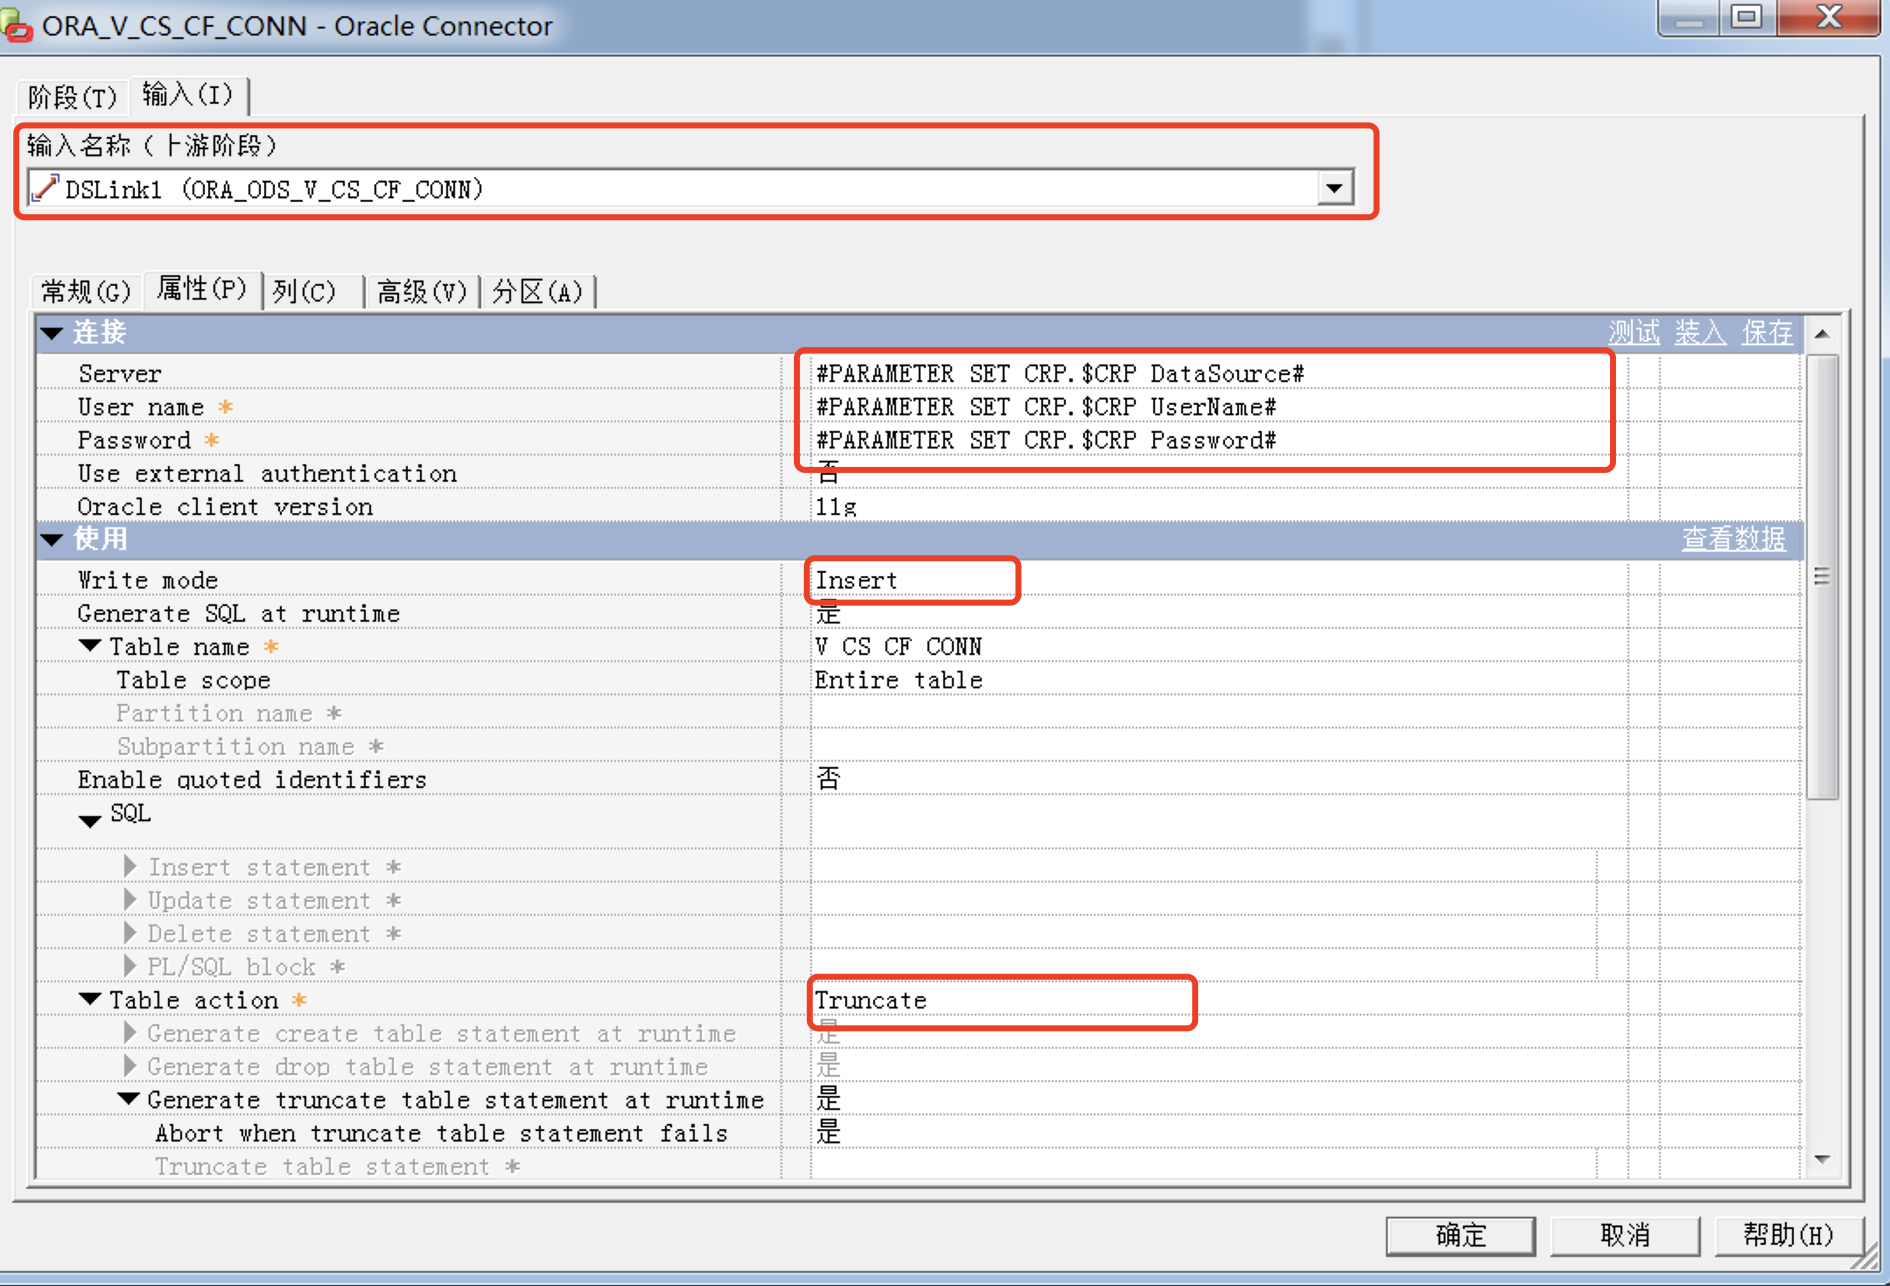 ORA_V_CS_CF_CONN - Oracle Connector
阶段(T) 输入(I)
输入名称（上游阶段）
DSLink1 (ORA_ODS_V_CS_CF_CONN)
常规(G) 属性(P) 列(C) 高级(V) 分区(A)
连接 测试 装入 保存
Server #PARAMETER SET CRP.$CRP DataSource#
User name * #PARAMETER SET CRP.$CRP UserName#
Password * #PARAMETER SET CRP.$CRP Password#
Use external authentication 否
Oracle client version 11g
使用 查看数据
Write mode Insert
Generate SQL at runtime 是
Table name * V CS CF CONN
Table scope Entire table
Partition name *
Subpartition name *
Enable quoted identifiers 否
SQL
Insert statement *
Update statement *
Delete statement *
PL/SQL block *
Table action * Truncate
Generate create table statement at runtime 是
Generate drop table statement at runtime 是
Generate truncate table statement at runtime 是
Abort when truncate table statement fails 是
Truncate table statement *
确定 取消 帮助(H)